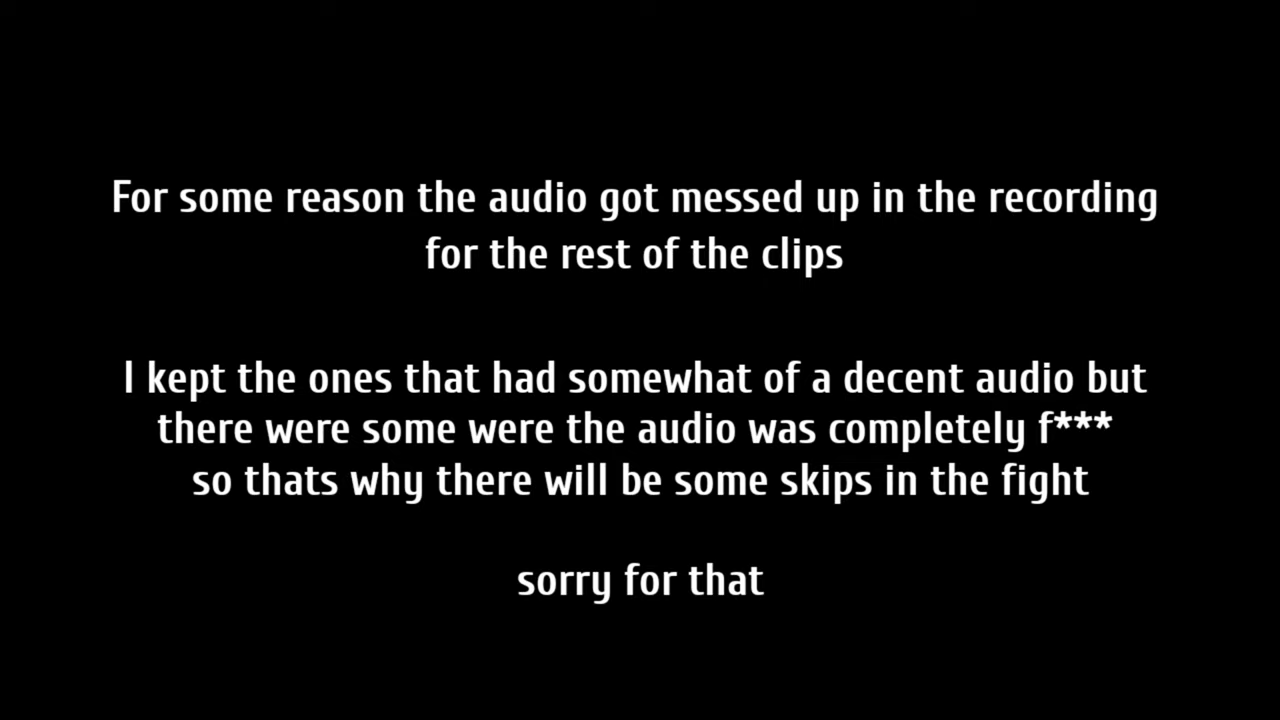 For some reason the audio got messed up in the recording
for the rest of the clips
I kept the ones that had somewhat of a decent audio but
there were some were the audio was completely f***
so thats why there will be some skips in the fight
sorry for that